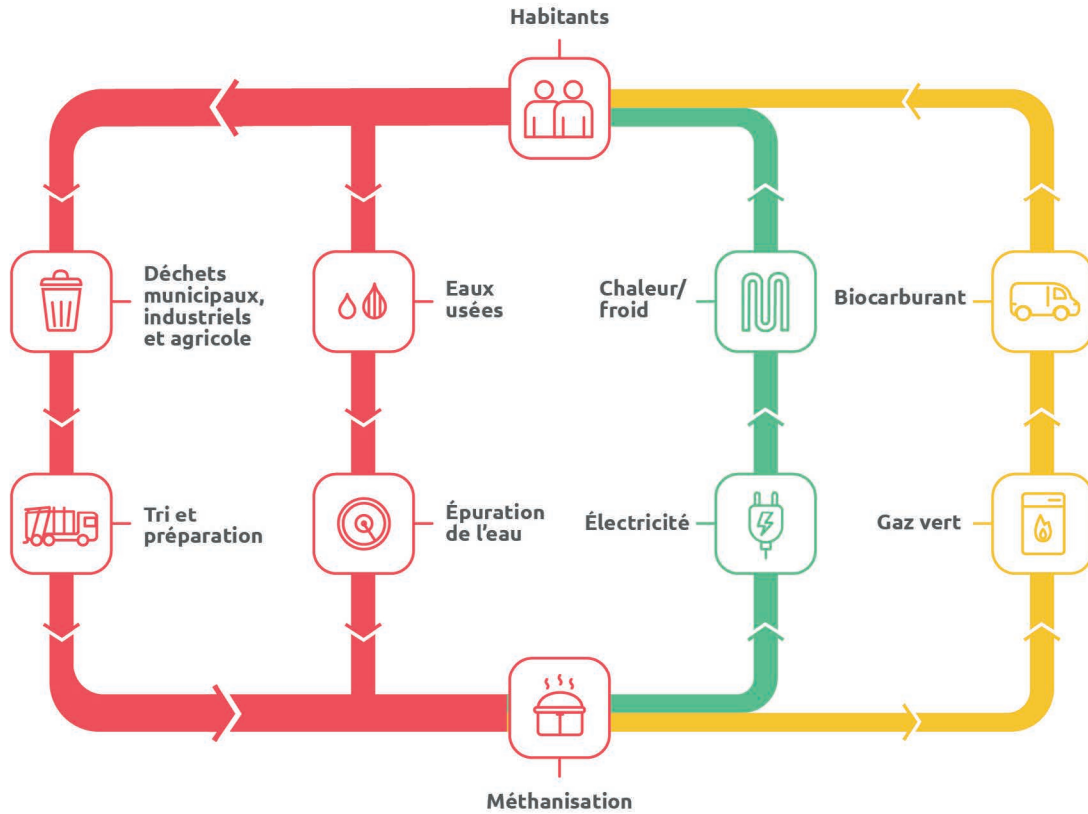 Habitants
Déchets
municipaux,
industriels
et agricole
Eaux
usées
Chaleur/
froid
Biocarburant
Tri et
préparation
Épuration
de l'eau
Électricité
Gaz vert
Méthanisation